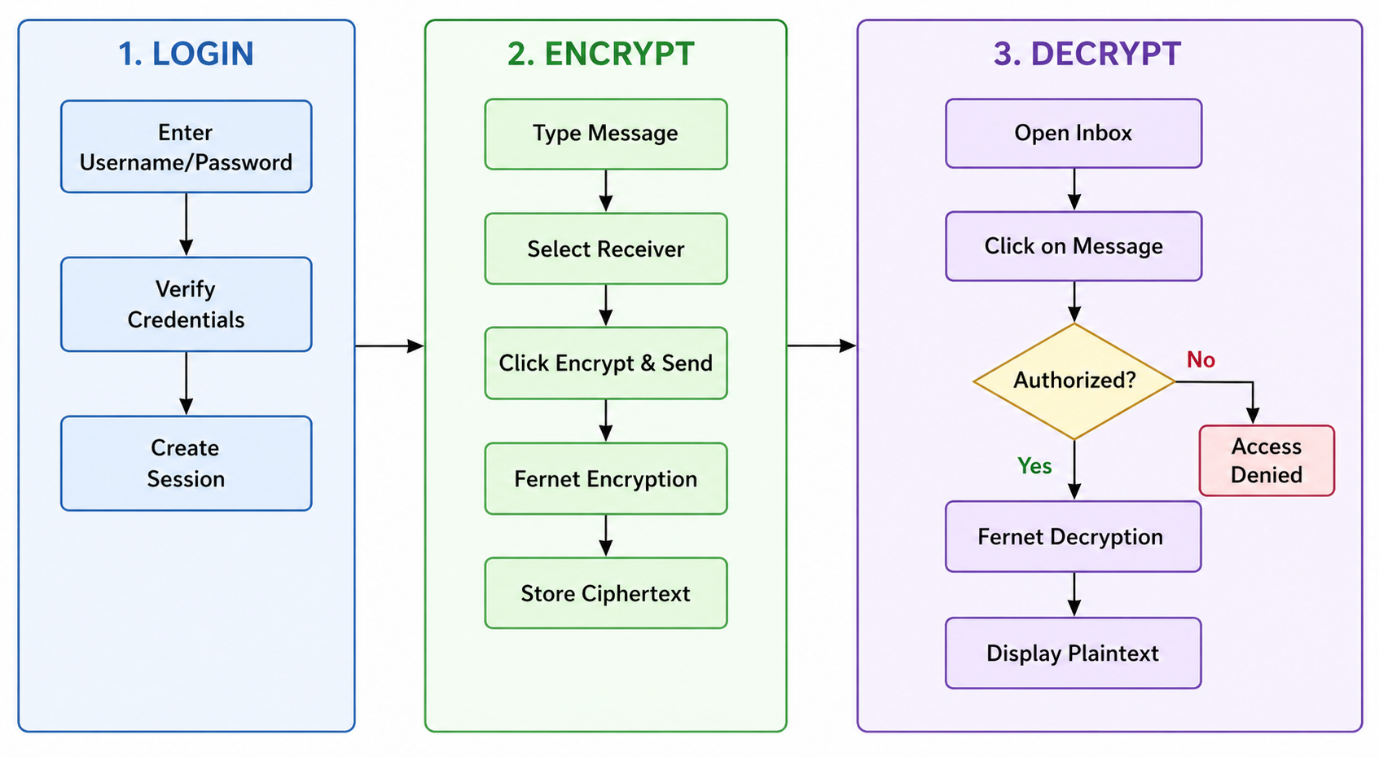 1. LOGIN
Enter
Username/Password
Verify
Credentials
Create
Session
2. ENCRYPT
Type Message
Select Receiver
Click Encrypt & Send
Fernet Encryption
Store Ciphertext
3. DECRYPT
Open Inbox
Click on Message
Authorized?
No
Access
Denied
Yes
Fernet Decryption
Display Plaintext